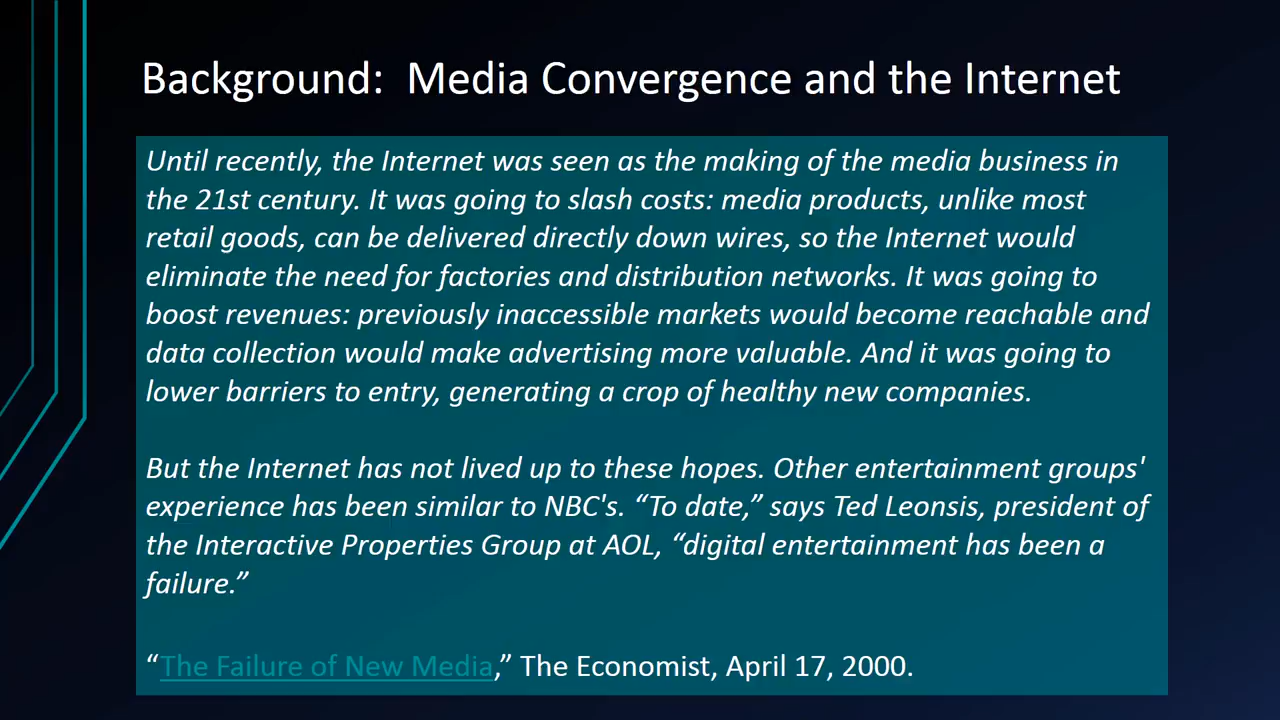 Background:  Media Convergence and the Internet
Until recently, the Internet was seen as the making of the media business in
the 21st century. It was going to slash costs: media products, unlike most
retail goods, can be delivered directly down wires, so the Internet would
eliminate the need for factories and distribution networks. It was going to
boost revenues: previously inaccessible markets would become reachable and
data collection would make advertising more valuable. And it was going to
lower barriers to entry, generating a crop of healthy new companies.
But the Internet has not lived up to these hopes. Other entertainment groups'
experience has been similar to NBC's. “To date,” says Ted Leonsis, president of
the Interactive Properties Group at AOL, “digital entertainment has been a
failure.”
“The Failure of New Media,” The Economist, April 17, 2000.